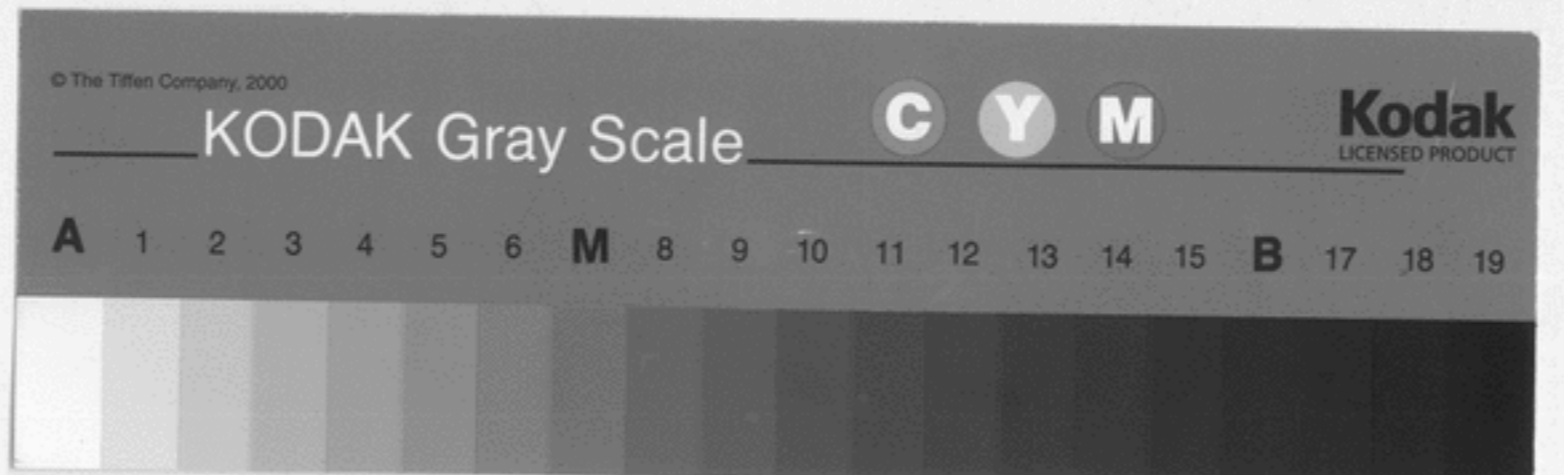 © The Tiffen Company, 2000
KODAK Gray Scale
C Y M
Kodak
LICENSED PRODUCT
A 1 2 3 4 5 6 M 8 9 10 11 12 13 14 15 B 17 18 19